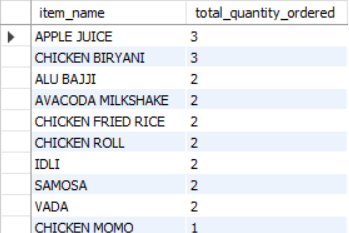 item_name total_quantity_ordered
APPLE JUICE 3
CHICKEN BIRYANI 3
ALU BAJJI 2
AVACODA MILKSHAKE 2
CHICKEN FRIED RICE 2
CHICKEN ROLL 2
IDLI 2
SAMOSA 2
VADA 2
CHICKEN MOMO 1